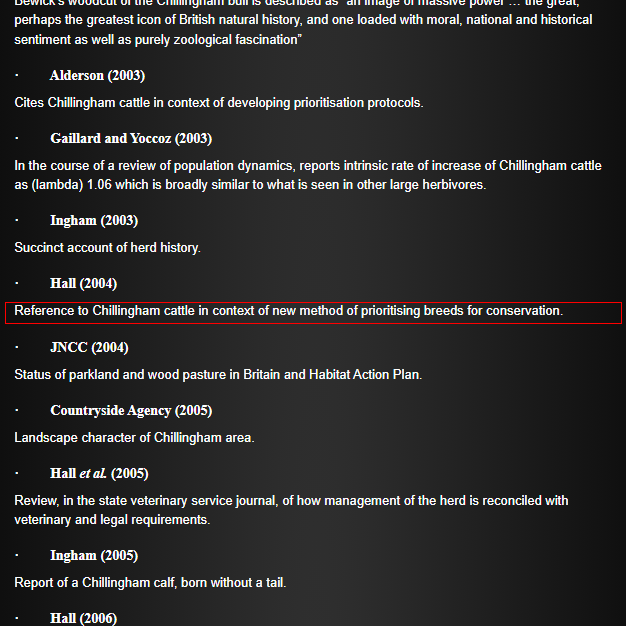 Bewick's woodcut of the Chillingham bull is described as "an image of massive power … the great,
perhaps the greatest icon of British natural history, and one loaded with moral, national and historical
sentiment as well as purely zoological fascination"
· Alderson (2003)
Cites Chillingham cattle in context of developing prioritisation protocols.
· Gaillard and Yoccoz (2003)
In the course of a review of population dynamics, reports intrinsic rate of increase of Chillingham cattle
as (lambda) 1.06 which is broadly similar to what is seen in other large herbivores.
· Ingham (2003)
Succinct account of herd history.
· Hall (2004)
Reference to Chillingham cattle in context of new method of prioritising breeds for conservation.
· JNCC (2004)
Status of parkland and wood pasture in Britain and Habitat Action Plan.
· Countryside Agency (2005)
Landscape character of Chillingham area.
· Hall et al. (2005)
Review, in the state veterinary service journal, of how management of the herd is reconciled with
veterinary and legal requirements.
· Ingham (2005)
Report of a Chillingham calf, born without a tail.
· Hall (2006)